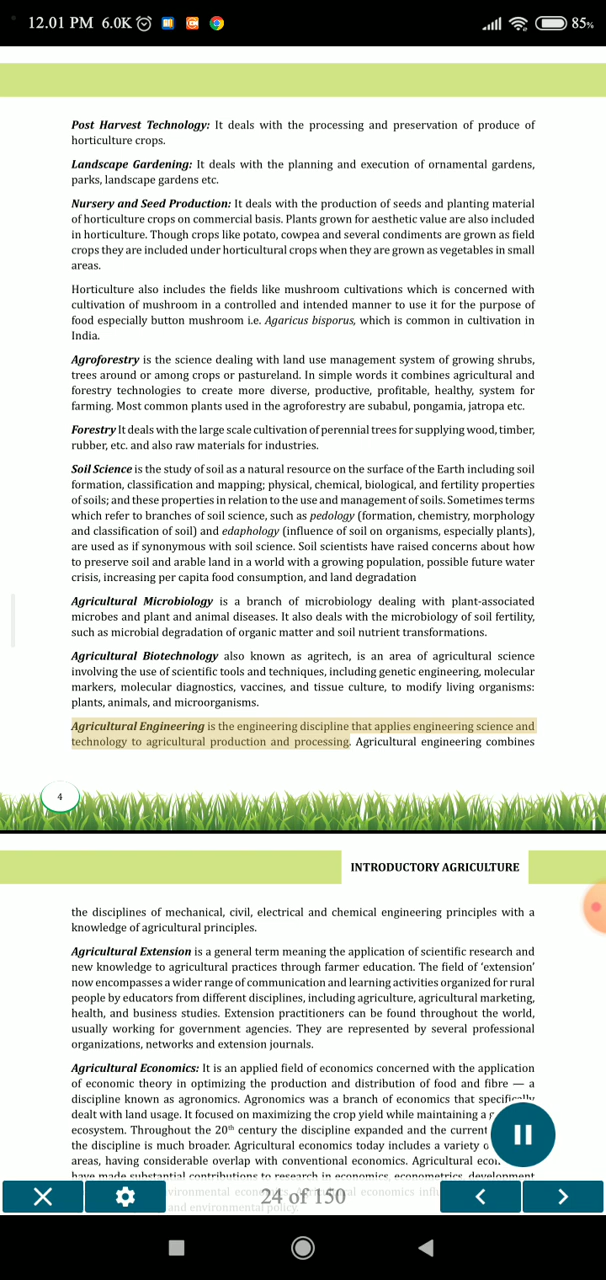 12.01 PM 6.0K
85%
Post Harvest Technology: It deals with the processing and preservation of produce of
horticulture crops.
Landscape Gardening: It deals with the planning and execution of ornamental gardens,
parks, landscape gardens etc.
Nursery and Seed Production: It deals with the production of seeds and planting material
of horticulture crops on commercial basis. Plants grown for aesthetic value are also included
in horticulture. Though crops like potato, cowpea and several condiments are grown as field
crops they are included under horticultural crops when they are grown as vegetables in small
areas.
Horticulture also includes the fields like mushroom cultivations which is concerned with
cultivation of mushroom in a controlled and intended manner to use it for the purpose of
food especially button mushroom i.e. Agaricus bisporus, which is common in cultivation in
India.
Agroforestry is the science dealing with land use management system of growing shrubs,
trees around or among crops or pastureland. In simple words it combines agricultural and
forestry technologies to create more diverse, productive, profitable, healthy, system for
farming. Most common plants used in the agroforestry are subabul, pongamia, jatropa etc.
Forestry It deals with the large scale cultivation of perennial trees for supplying wood, timber,
rubber, etc. and also raw materials for industries.
Soil Science is the study of soil as a natural resource on the surface of the Earth including soil
formation, classification and mapping; physical, chemical, biological, and fertility properties
of soils; and these properties in relation to the use and management of soils. Sometimes terms
which refer to branches of soil science, such as pedology (formation, chemistry, morphology
and classification of soil) and edaphology (influence of soil on organisms, especially plants),
are used as if synonymous with soil science. Soil scientists have raised concerns about how
to preserve soil and arable land in a world with a growing population, possible future water
crisis, increasing per capita food consumption, and land degradation
Agricultural Microbiology is a branch of microbiology dealing with plant-associated
microbes and plant and animal diseases. It also deals with the microbiology of soil fertility,
such as microbial degradation of organic matter and soil nutrient transformations.
Agricultural Biotechnology also known as agritech, is an area of agricultural science
involving the use of scientific tools and techniques, including genetic engineering, molecular
markers, molecular diagnostics, vaccines, and tissue culture, to modify living organisms:
plants, animals, and microorganisms.
Agricultural Engineering is the engineering discipline that applies engineering science and
technology to agricultural production and processing. Agricultural engineering combines
4
INTRODUCTORY AGRICULTURE
the disciplines of mechanical, civil, electrical and chemical engineering principles with a
knowledge of agricultural principles.
Agricultural Extension is a general term meaning the application of scientific research and
new knowledge to agricultural practices through farmer education. The field of ‘extension’
now encompasses a wider range of communication and learning activities organized for rural
people by educators from different disciplines, including agriculture, agricultural marketing,
health, and business studies. Extension practitioners can be found throughout the world,
usually working for government agencies. They are represented by several professional
organizations, networks and extension journals.
Agricultural Economics: It is an applied field of economics concerned with the application
of economic theory in optimizing the production and distribution of food and fibre — a
discipline known as agronomics. Agronomics was a branch of economics that specifically
dealt with land usage. It focused on maximizing the crop yield while maintaining a
ecosystem. Throughout the 20th century the discipline expanded and the current
the discipline is much broader. Agricultural economics today includes a variety
areas, having considerable overlap with conventional economics. Agricultural
have made substantial contributions to research in economics, econometrics, development
24 of 150
and environmental policy.